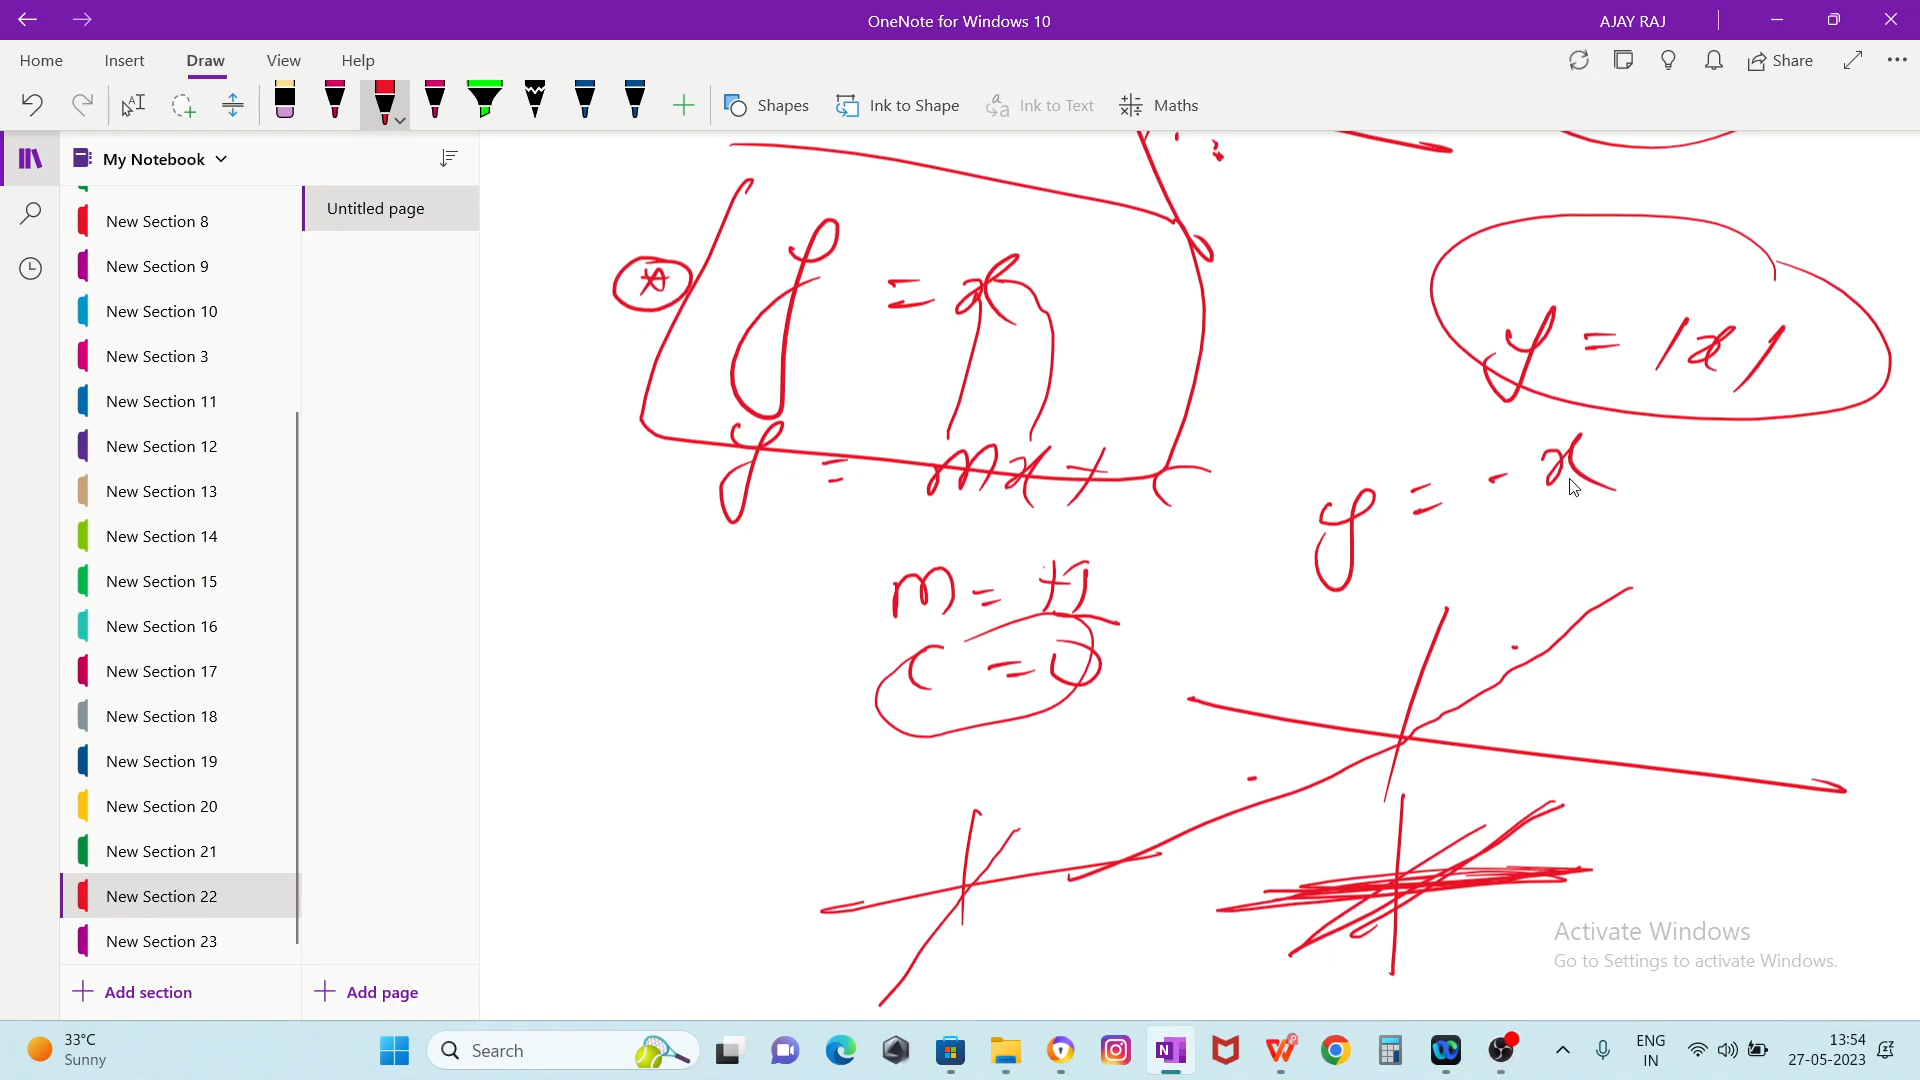 OneNote for Windows 10
AJAY RAJ
Home Insert Draw View Help
Share
Shapes
Ink to Shape
Ink to Text
Maths
My Notebook
Untitled page
New Section 8
New Section 9
New Section 10
New Section 3
New Section 11
New Section 12
New Section 13
New Section 14
New Section 15
New Section 16
New Section 17
New Section 18
New Section 19
New Section 20
New Section 21
New Section 22
New Section 23
Add section
Add page
y = x
y = mx + c
m = +1
c = 0
y = |x|
y = - x
Activate Windows
Go to Settings to activate Windows.
33°C
Sunny
Search
ENG
IN
13:54
27-05-2023